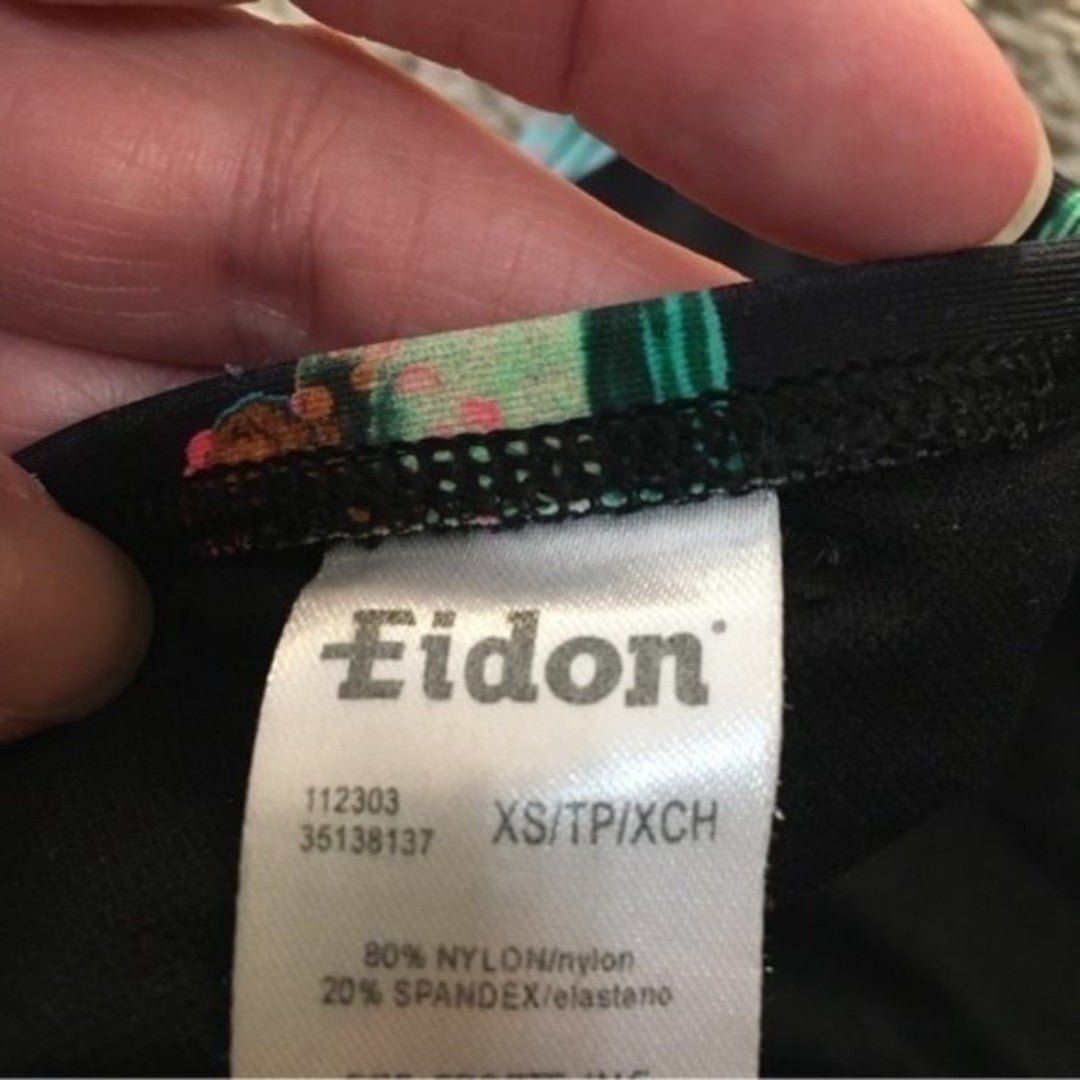 Eidon
112303
35138137
XS/TP/XCH
80% NYLON/nylon
20% SPANDEX/elastano